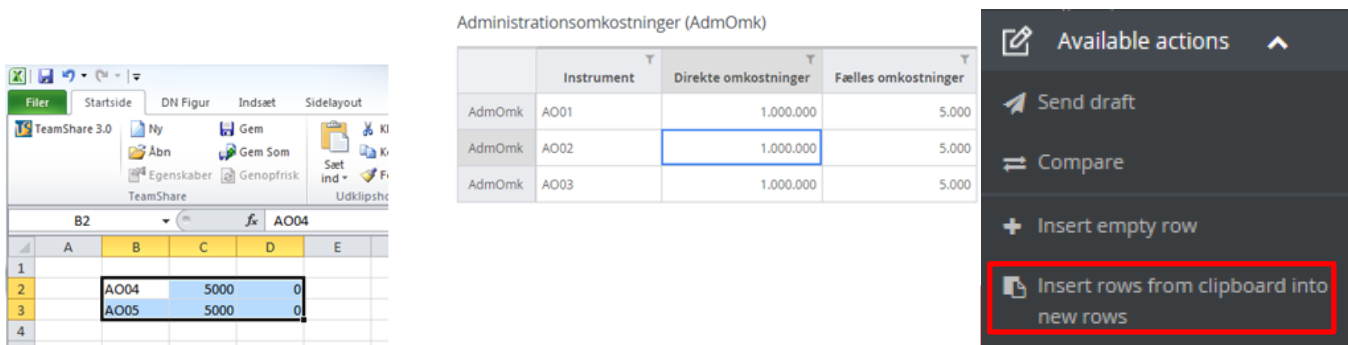 Filer Startside DN Figur Indsæt Sidelayout
TeamShare 3.0 Ny Gem
Åbn Gem Som
Egenskaber Genopfrisk
Sæt
ind
TeamShare
B2 fx AO04
A B C D E
1
2 AO04 5000 0
3 AO05 5000 0
4
Administrationsomkostninger (AdmOmk)
Instrument Direkte omkostninger Fælles omkostninger
AdmOmk AO01 1.000.000 5.000
AdmOmk AO02 1.000.000 5.000
AdmOmk AO03 1.000.000 5.000
Available actions
Send draft
Compare
Insert empty row
Insert rows from clipboard into
new rows